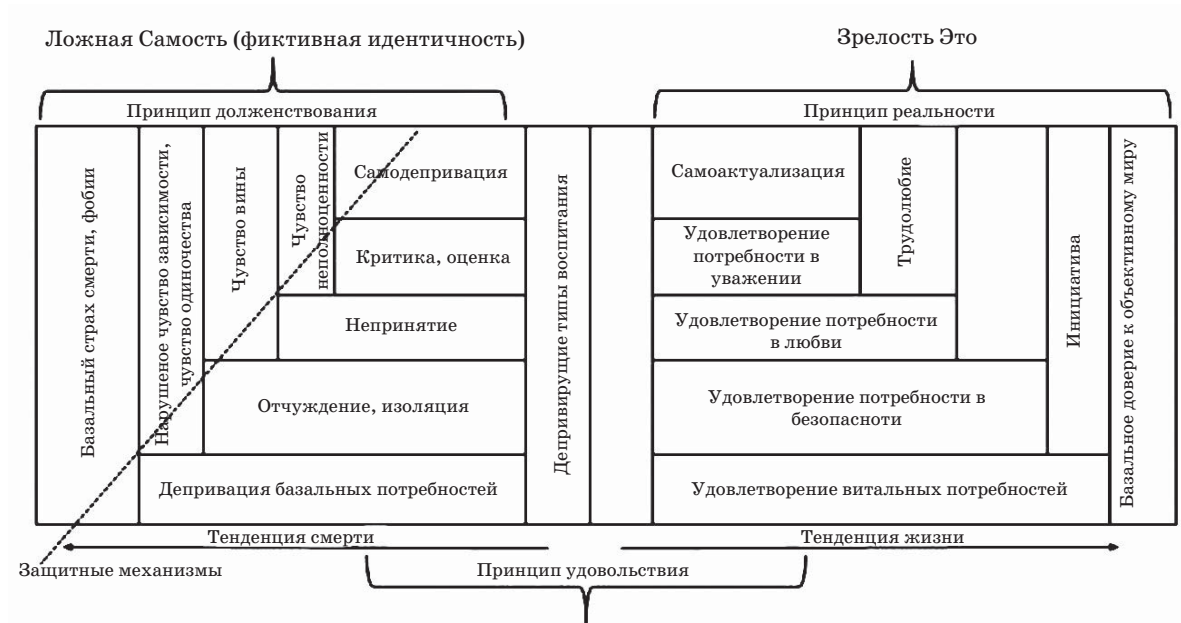 Ложная Самость (фиктивная идентичность)
Зрелость Это
Принцип долженствования
Принцип реальности
Базальный страх смерти, фобии
Нарушеное чувство зависимости,
чувство одиночества
Чувство вины
Чувство
неполноценности
Самодепривация
Критика, оценка
Непринятие
Отчуждение, изоляция
Депривация базальных потребностей
Депривирущие типы воспитания
Самоактуализация
Удовлетворение
потребности в
уважении
Трудолюбие
Удовлетворение потребности
в любви
Удовлетворение потребности в
безопасноти
Инициатива
Удовлетворение витальных потребностей
Базальное доверие к объективному миру
Тенденция смерти
Тенденция жизни
Защитные механизмы
Принцип удовольствия